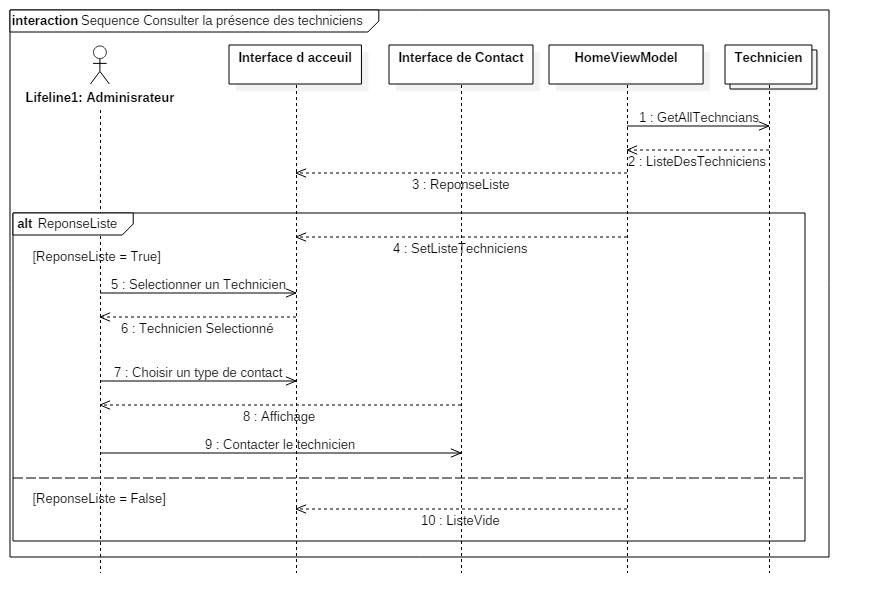 interaction Sequence Consulter la présence des techniciens
Interface d acceuil
Interface de Contact
HomeViewModel
Technicien
Lifeline1: Adminisrateur
1 : GetAllTechncians
2 : ListeDesTechniciens
3 : ReponseListe
alt ReponseListe
4 : SetListeTechniciens
[ReponseListe = True]
5 : Selectionner un Technicien
6 : Technicien Selectionné
7 : Choisir un type de contact
8 : Affichage
9 : Contacter le technicien
[ReponseListe = False]
10 : ListeVide